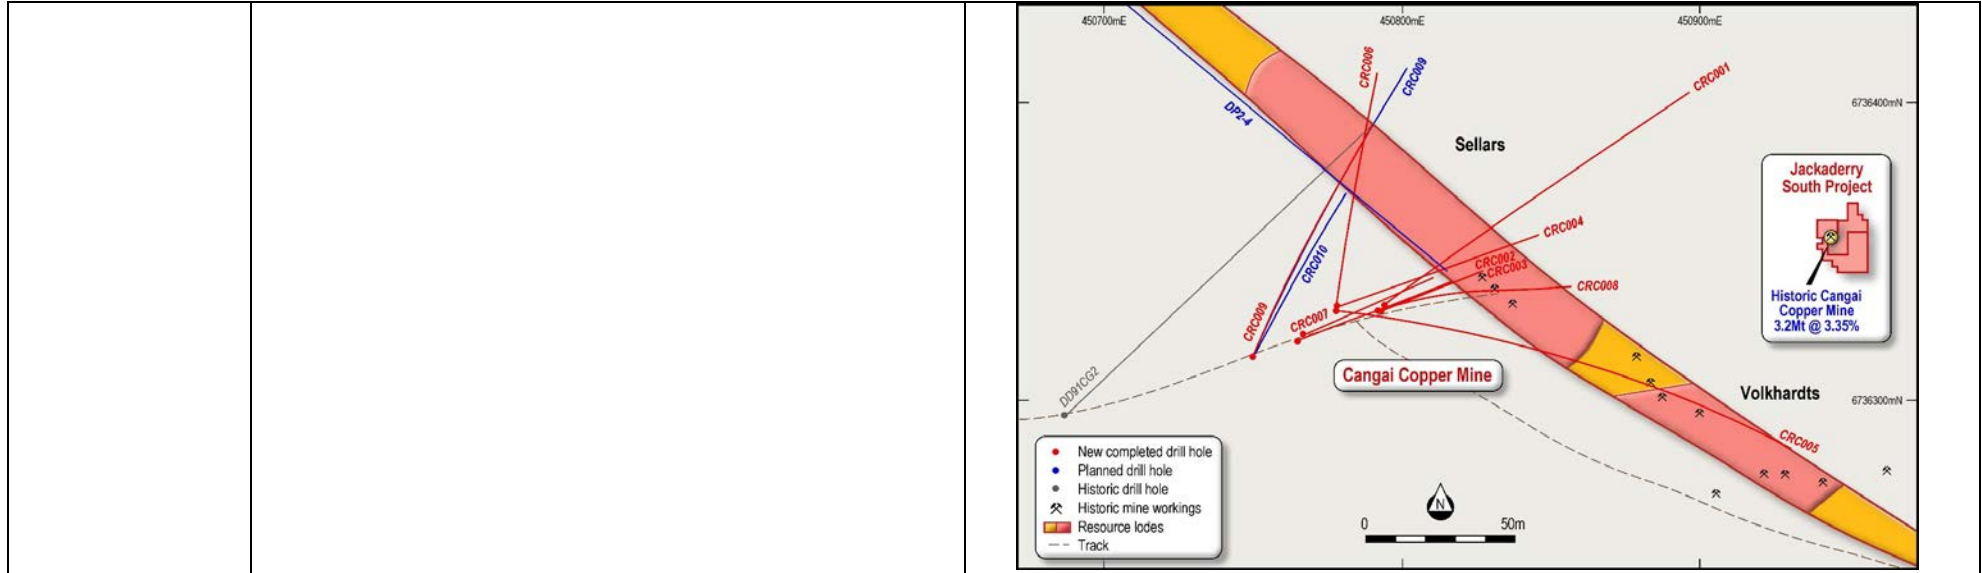 450700mE
450800mE
450900mE
CRC006
CRC009
CRC001
DP2-4
6736400mN
Sellars
Jackaderry
South Project
Historic Cangai
Copper Mine
3.2Mt @ 3.35%
CRC004
CRC002
CRC003
CRC008
CRC010
CRC009
CRC007
Cangai Copper Mine
DD91CG2
Volkhardts
6736300mN
CRC005
New completed drill hole
Planned drill hole
Historic drill hole
Historic mine workings
Resource lodes
Track
N
0
50m